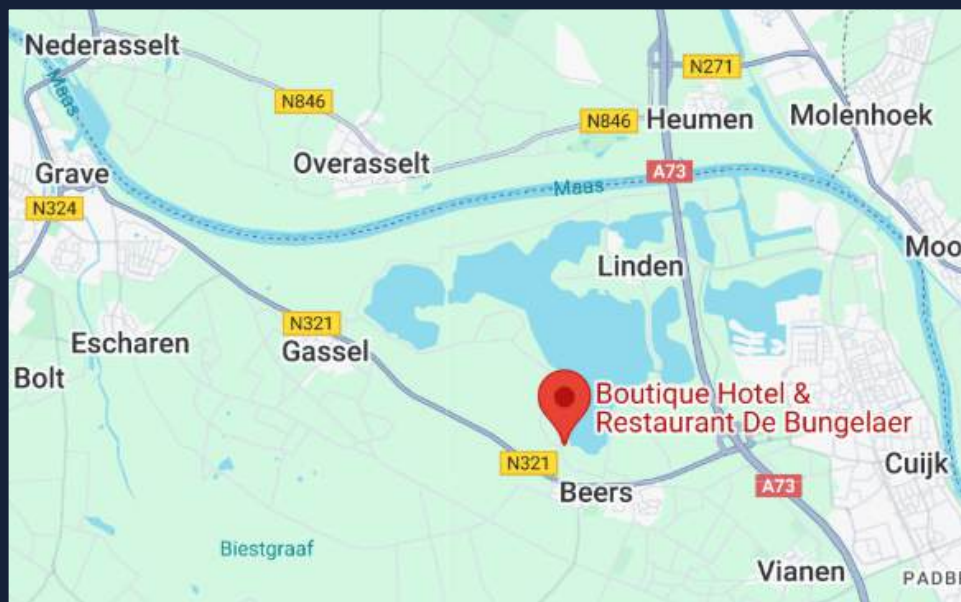 Nederasselt
N271
Maas
N846
N846
Heumen
Molenhoek
Overasselt
Grave
A73
Maas
N324
Moo
Linden
N321
Escharen
Gassel
Bolt
Boutique Hotel &
Restaurant De Bungelaer
N321
Cuijk
Beers
A73
Biestgraaf
Vianen
PADB